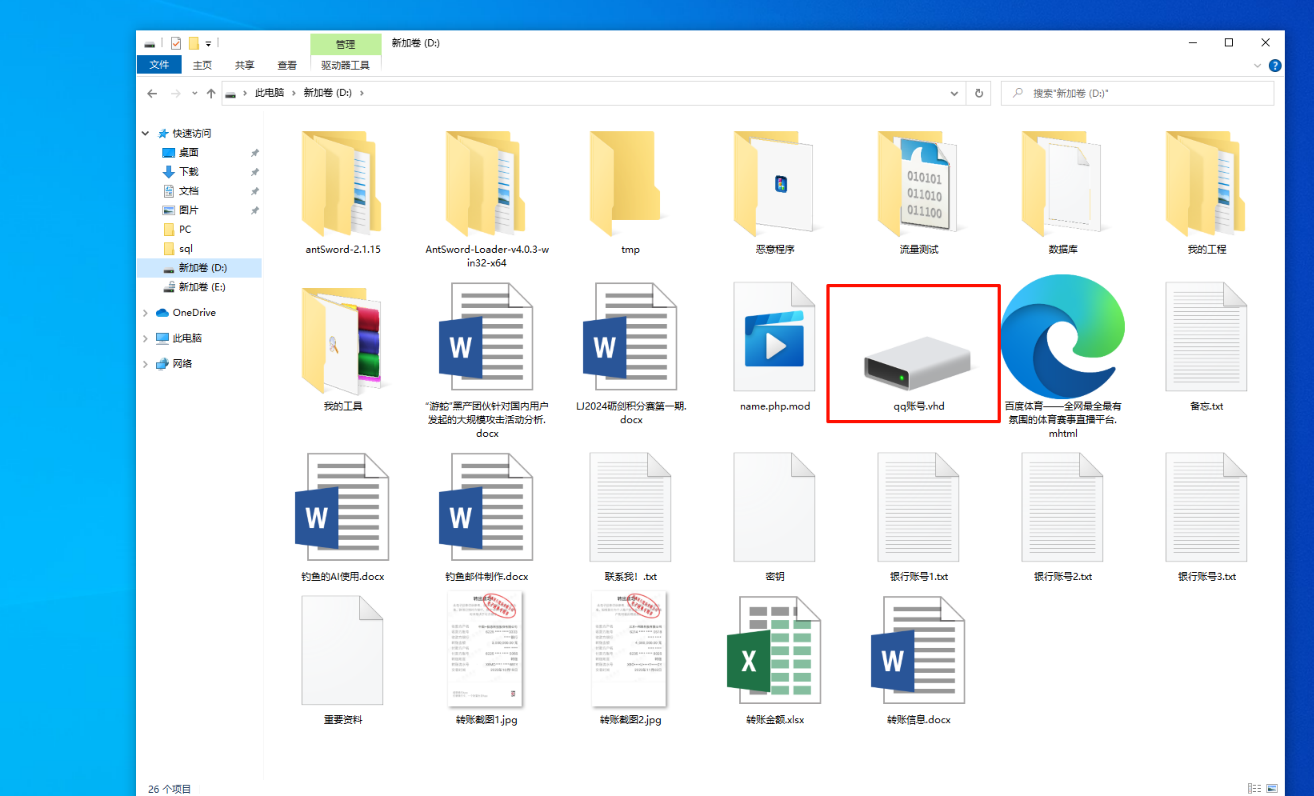 管理
新加卷 (D:)
文件
主页
共享
查看
驱动器工具
此电脑
新加卷 (D:)
搜索"新加卷 (D:)"
快速访问
桌面
下载
文档
图片
PC
sql
新加卷 (D:)
新加卷 (E:)
OneDrive
此电脑
网络
antSword-2.1.15
AntSword-Loader-v4.0.3-w
in32-x64
tmp
恶意程序
010101
011010
011100
流量测试
数据库
我的工程
我的工具
W
“游蛇”黑产团伙针对国内用户
发起的大规模攻击活动分析.
docx
W
LJ2024砺剑积分赛第一期.
docx
name.php.mod
qq账号.vhd
百度体育——全网最全最有
氛围的体育赛事直播平台.
mhtml
备忘.txt
W
钓鱼的AI使用.docx
W
钓鱼邮件制作.docx
联系我！.txt
密钥
银行账号1.txt
银行账号2.txt
银行账号3.txt
重要资料
转账截图1.jpg
转账截图2.jpg
X
转账金额.xlsx
W
转账信息.docx
26 个项目